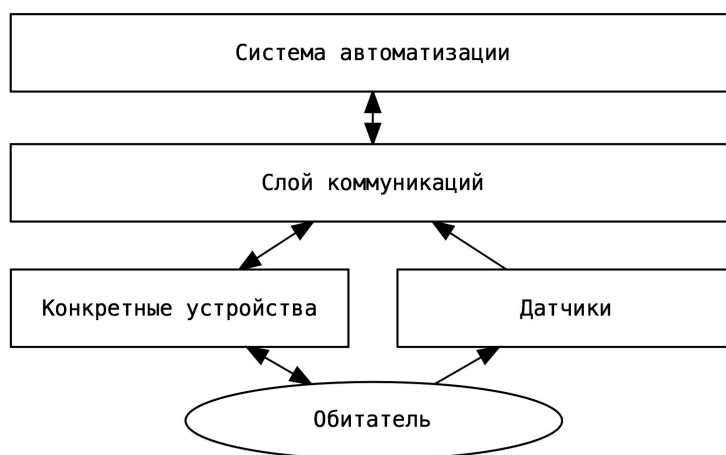 Система автоматизации
Слой коммуникаций
Конкретные устройства
Датчики
Обитатель